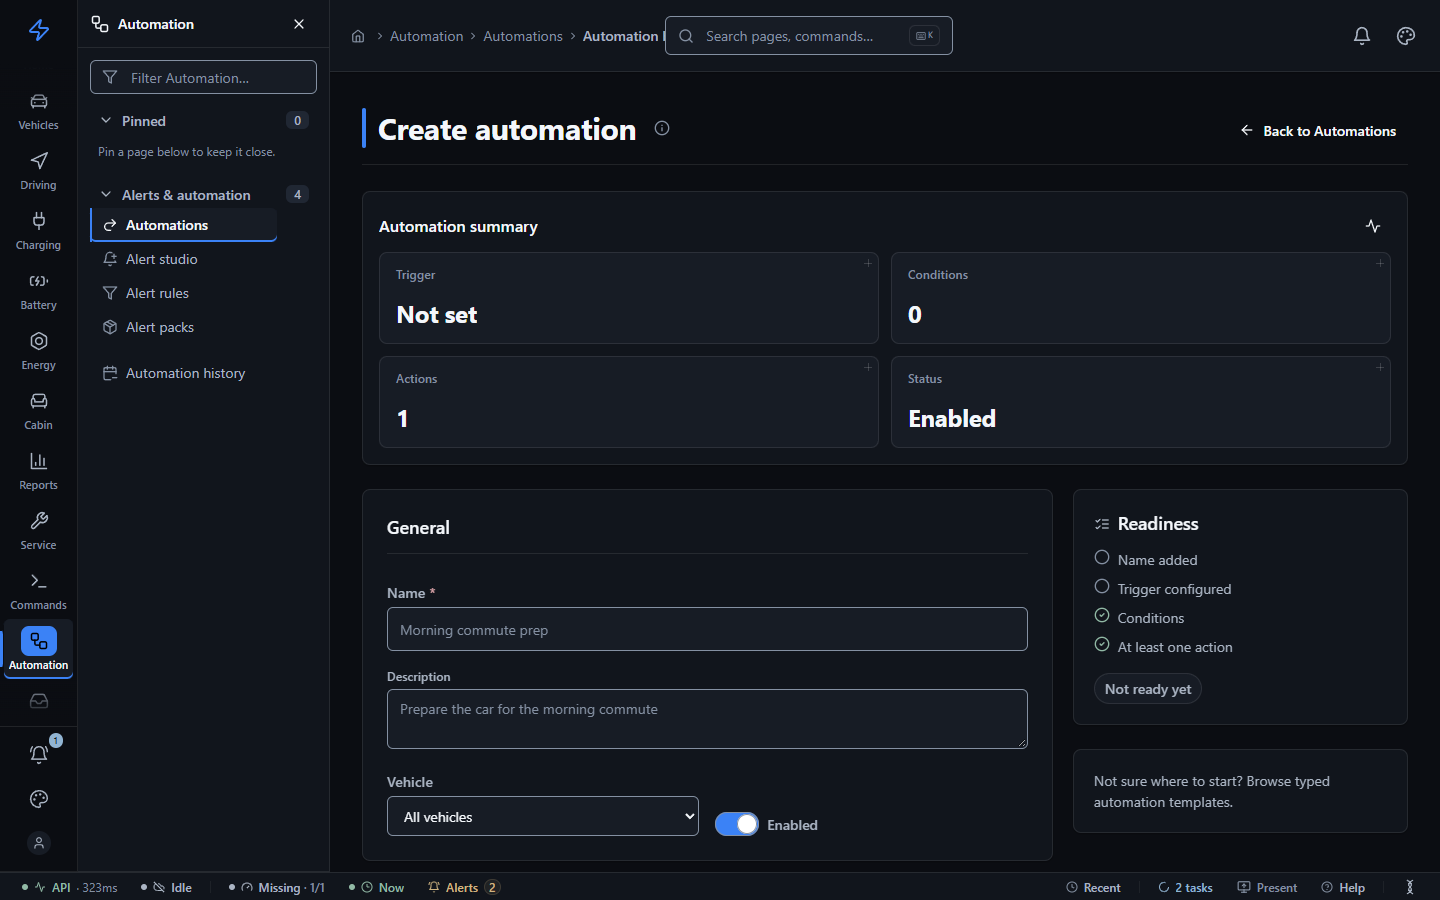 Vehicles
Driving
Charging
Battery
Energy
Cabin
Reports
Service
Commands
Automation
1
Automation
Filter Automation...
Pinned 0
Pin a page below to keep it close.
Alerts & automation 4
Automations
Alert studio
Alert rules
Alert packs
Automation history
Automation
Automations
Automation
Search pages, commands... K
Create automation
Back to Automations
Automation summary
Trigger
Not set
Conditions
0
Actions
1
Status
Enabled
General
Name *
Morning commute prep
Description
Prepare the car for the morning commute
Vehicle
All vehicles
Enabled
Readiness
Name added
Trigger configured
Conditions
At least one action
Not ready yet
Not sure where to start? Browse typed
automation templates.
API · 323ms
Idle
Missing · 1/1
Now
Alerts 2
Recent
2 tasks
Present
Help